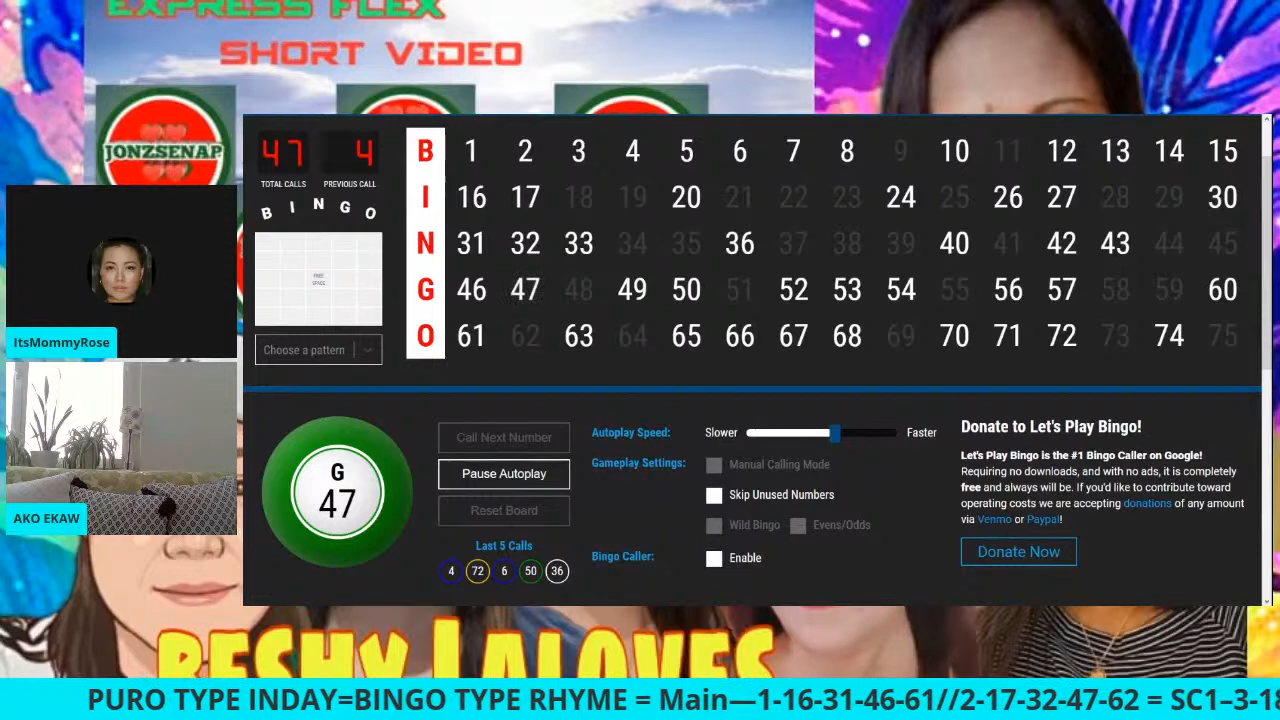 EXPRESS FLEX
SHORT VIDEO
JONZSENAP
47 4
TOTAL CALLS PREVIOUS CALL
B I N G O
FREE
SPACE
Choose a pattern
B 1 2 3 4 5 6 7 8 9 10 11 12 13 14 15
I 16 17 18 19 20 21 22 23 24 25 26 27 28 29 30
N 31 32 33 34 35 36 37 38 39 40 41 42 43 44 45
G 46 47 48 49 50 51 52 53 54 55 56 57 58 59 60
O 61 62 63 64 65 66 67 68 69 70 71 72 73 74 75
ItsMommyRose
AKO EKAW
G
47
Call Next Number
Pause Autoplay
Reset Board
Last 5 Calls
4 72 6 50 36
Autoplay Speed: Slower Faster
Gameplay Settings: Manual Calling Mode
Skip Unused Numbers
Wild Bingo Evens/Odds
Bingo Caller: Enable
Donate to Let's Play Bingo!
Let's Play Bingo is the #1 Bingo Caller on Google!
Requiring no downloads, and with no ads, it is completely
free and always will be. If you'd like to contribute toward
operating costs we are accepting donations of any amount
via Venmo or Paypal!
Donate Now
BESHY LALOVES
PURO TYPE INDAY=BINGO TYPE RHYME = Main—1-16-31-46-61//2-17-32-47-62 = SC1–3-18